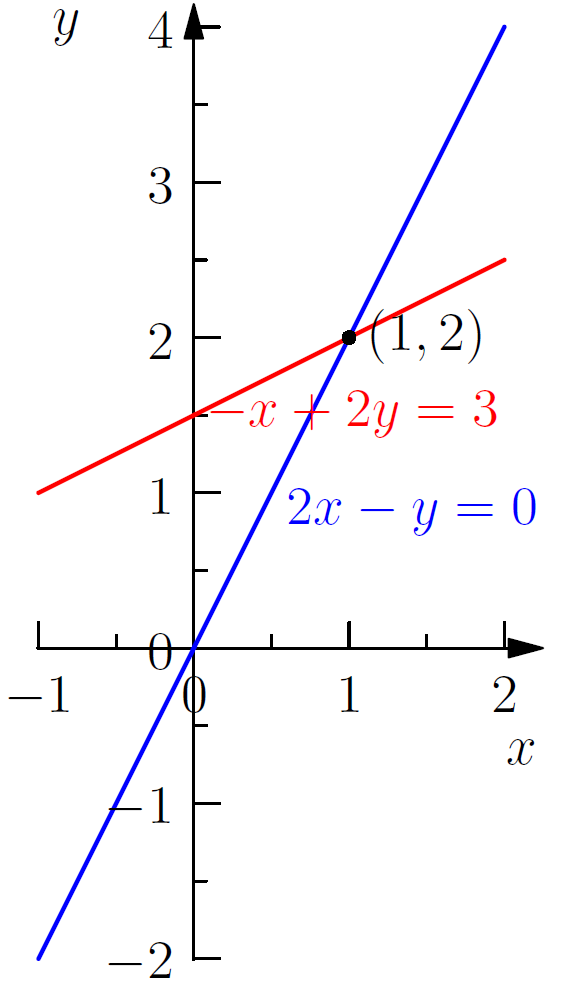 y
4
3
2
(1, 2)
−x + 2y = 3
1
2x − y = 0
0
−1 0 1 2
x
−1
−2